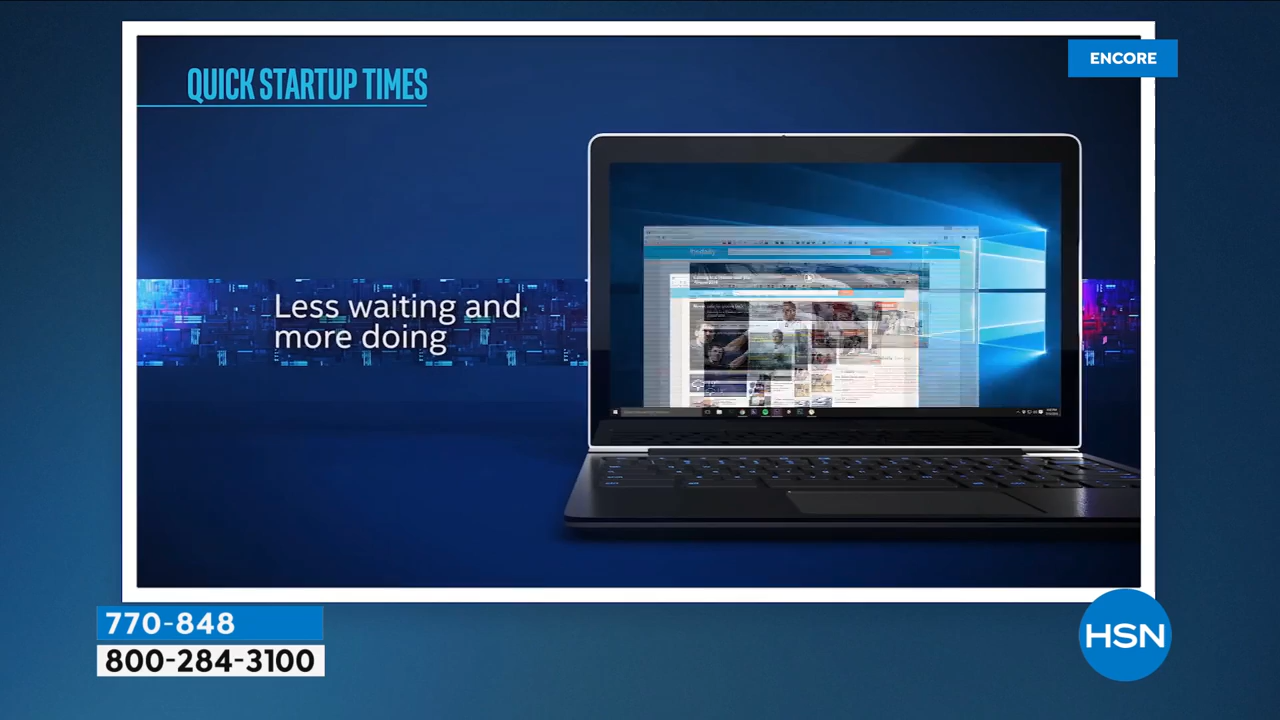 QUICK STARTUP TIMES
ENCORE
Less waiting and
more doing
770-848
800-284-3100
HSN